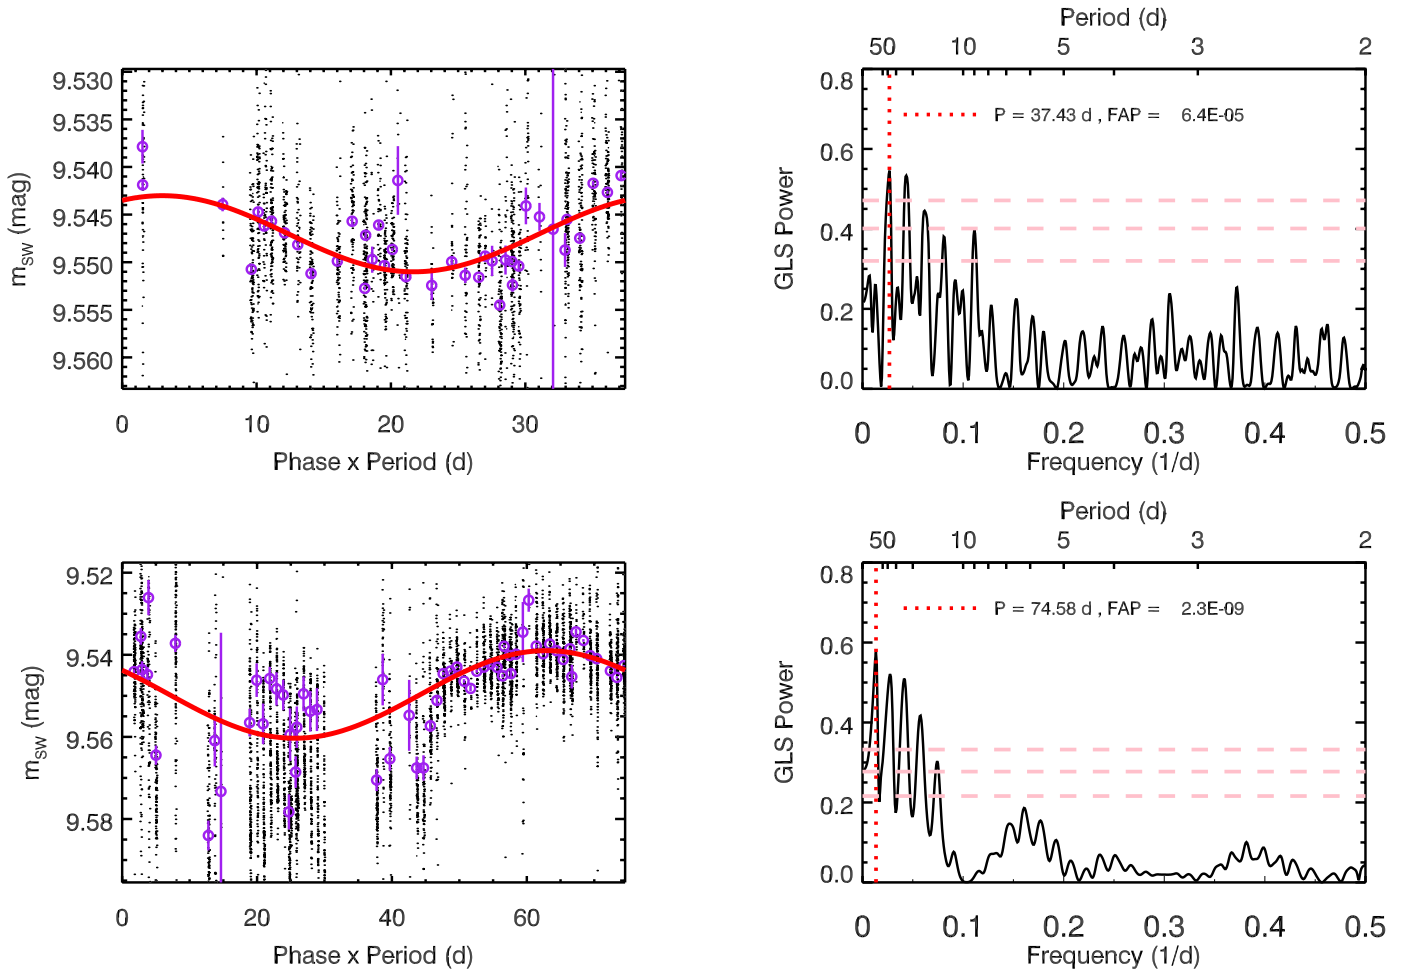 9.530
9.535
9.540
9.545
9.550
9.555
9.560
m_SW (mag)
0 10 20 30
Phase x Period (d)
Period (d)
50 10 5 3 2
0.8
0.6
0.4
0.2
0.0
GLS Power
P = 37.43 d , FAP = 6.4E-05
0 0.1 0.2 0.3 0.4 0.5
Frequency (1/d)
9.52
9.54
9.56
9.58
m_SW (mag)
0 20 40 60
Phase x Period (d)
Period (d)
50 10 5 3 2
0.8
0.6
0.4
0.2
0.0
GLS Power
P = 74.58 d , FAP = 2.3E-09
0 0.1 0.2 0.3 0.4 0.5
Frequency (1/d)